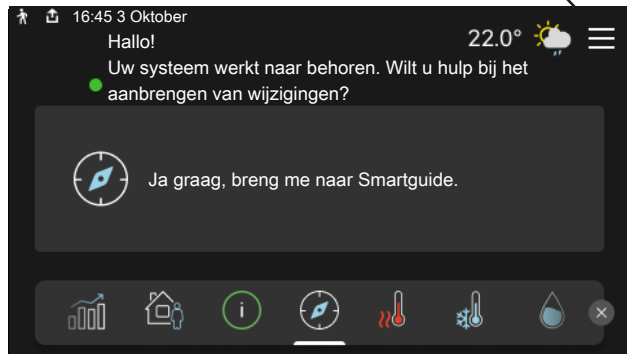 16:45 3 Oktober
Hallo!
22.0°
Uw systeem werkt naar behoren. Wilt u hulp bij het
aanbrengen van wijzigingen?
Ja graag, breng me naar Smartguide.
i